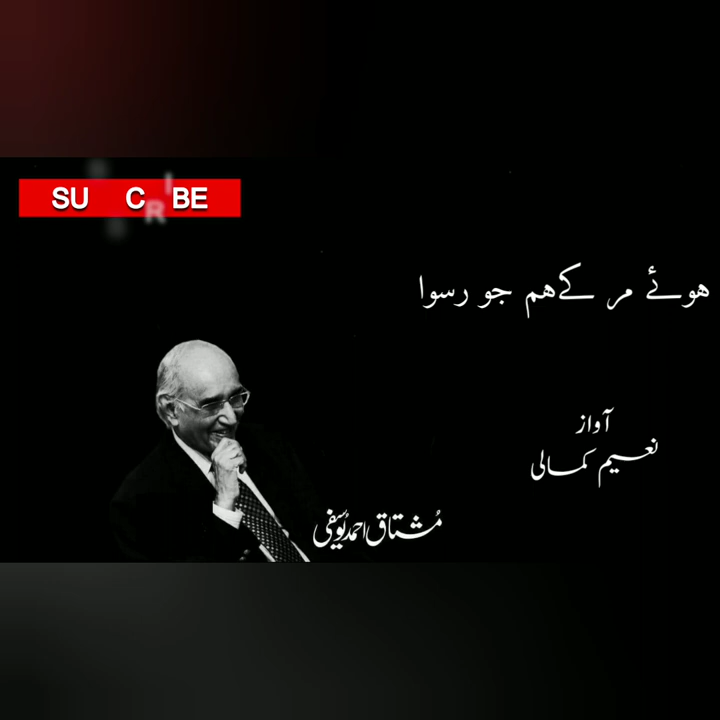 SU C R I BE
ہوئے مر کے ہم جو رسوا
آواز
نعیم کمالی
مُشتاق احمد یُوسفی